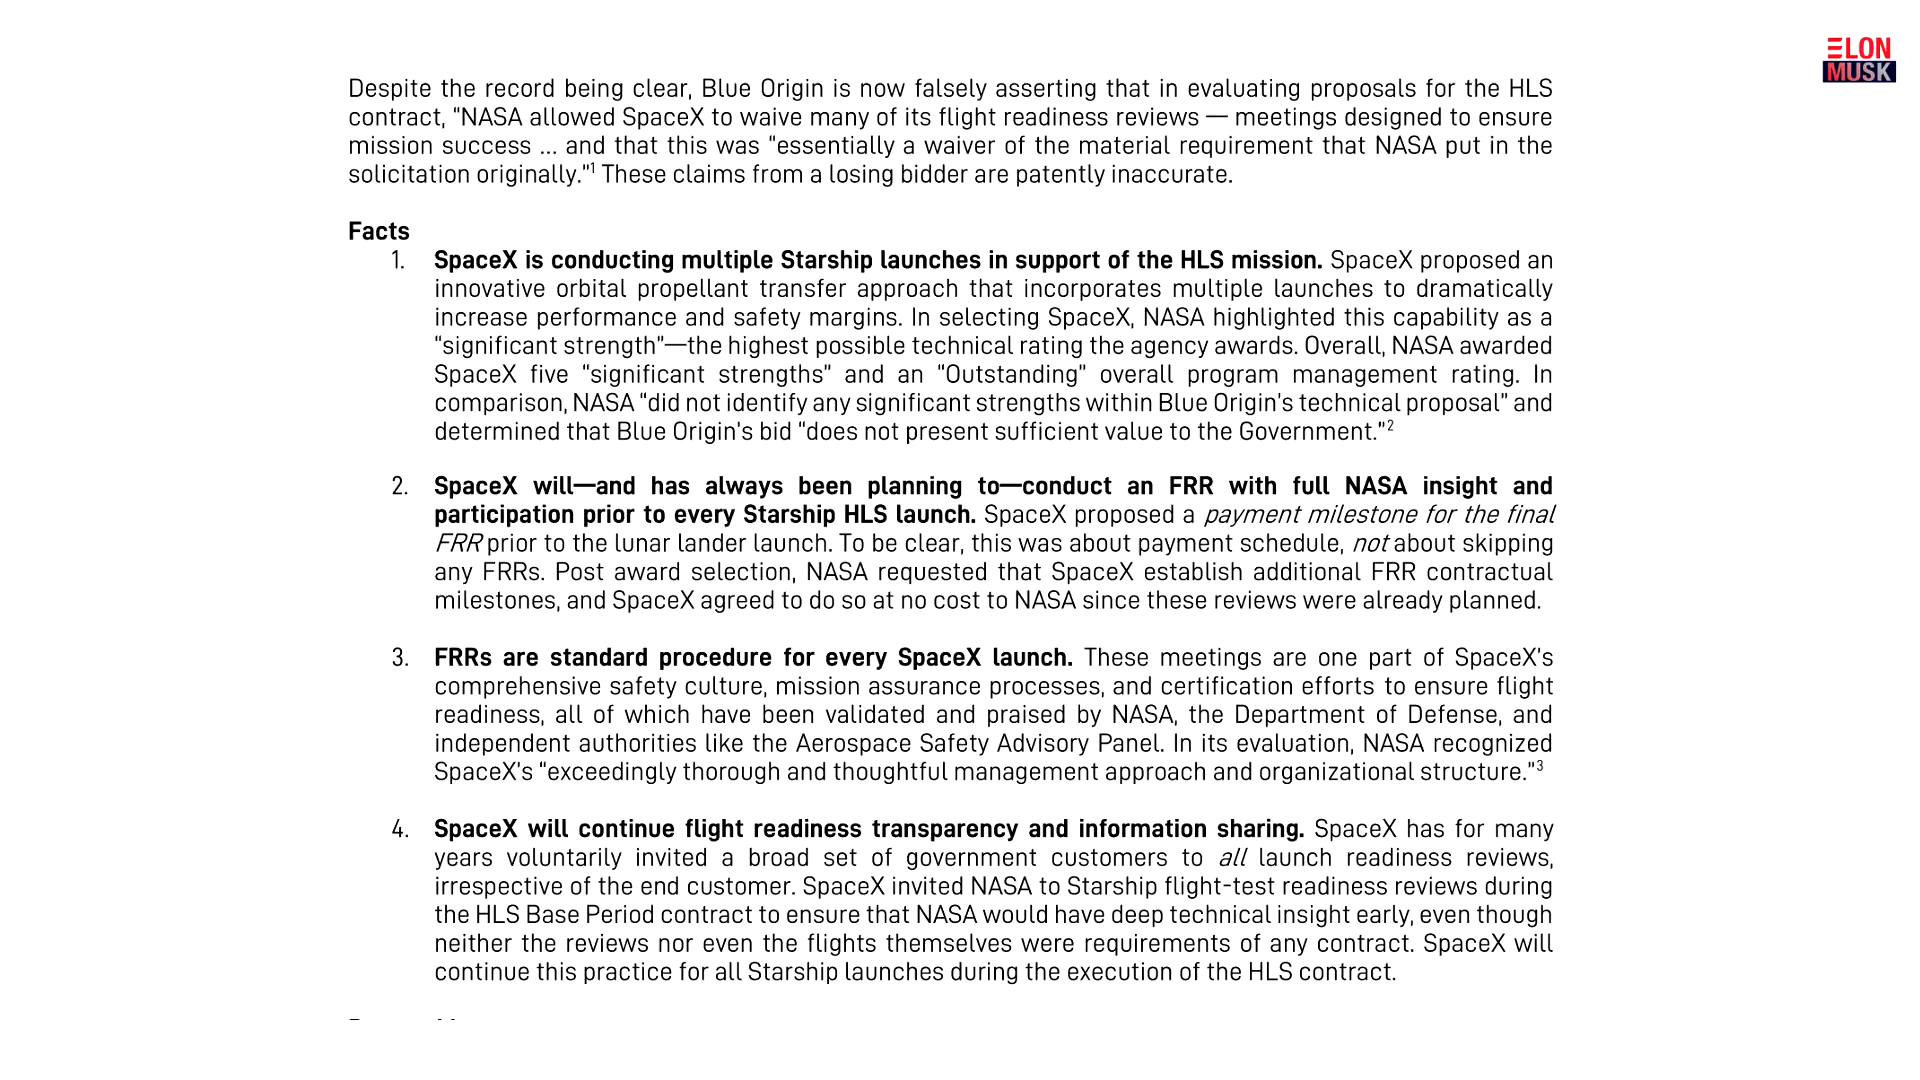 ELON
MUSK
Despite the record being clear, Blue Origin is now falsely asserting that in evaluating proposals for the HLS
contract, “NASA allowed SpaceX to waive many of its flight readiness reviews — meetings designed to ensure
mission success ... and that this was “essentially a waiver of the material requirement that NASA put in the
solicitation originally.”1 These claims from a losing bidder are patently inaccurate.
Facts
1. SpaceX is conducting multiple Starship launches in support of the HLS mission. SpaceX proposed an
innovative orbital propellant transfer approach that incorporates multiple launches to dramatically
increase performance and safety margins. In selecting SpaceX, NASA highlighted this capability as a
“significant strength”—the highest possible technical rating the agency awards. Overall, NASA awarded
SpaceX five “significant strengths” and an “Outstanding” overall program management rating. In
comparison, NASA “did not identify any significant strengths within Blue Origin’s technical proposal” and
determined that Blue Origin’s bid “does not present sufficient value to the Government.”2
2. SpaceX will—and has always been planning to—conduct an FRR with full NASA insight and
participation prior to every Starship HLS launch. SpaceX proposed a payment milestone for the final
FRR prior to the lunar lander launch. To be clear, this was about payment schedule, not about skipping
any FRRs. Post award selection, NASA requested that SpaceX establish additional FRR contractual
milestones, and SpaceX agreed to do so at no cost to NASA since these reviews were already planned.
3. FRRs are standard procedure for every SpaceX launch. These meetings are one part of SpaceX’s
comprehensive safety culture, mission assurance processes, and certification efforts to ensure flight
readiness, all of which have been validated and praised by NASA, the Department of Defense, and
independent authorities like the Aerospace Safety Advisory Panel. In its evaluation, NASA recognized
SpaceX’s “exceedingly thorough and thoughtful management approach and organizational structure.”3
4. SpaceX will continue flight readiness transparency and information sharing. SpaceX has for many
years voluntarily invited a broad set of government customers to all launch readiness reviews,
irrespective of the end customer. SpaceX invited NASA to Starship flight-test readiness reviews during
the HLS Base Period contract to ensure that NASA would have deep technical insight early, even though
neither the reviews nor even the flights themselves were requirements of any contract. SpaceX will
continue this practice for all Starship launches during the execution of the HLS contract.